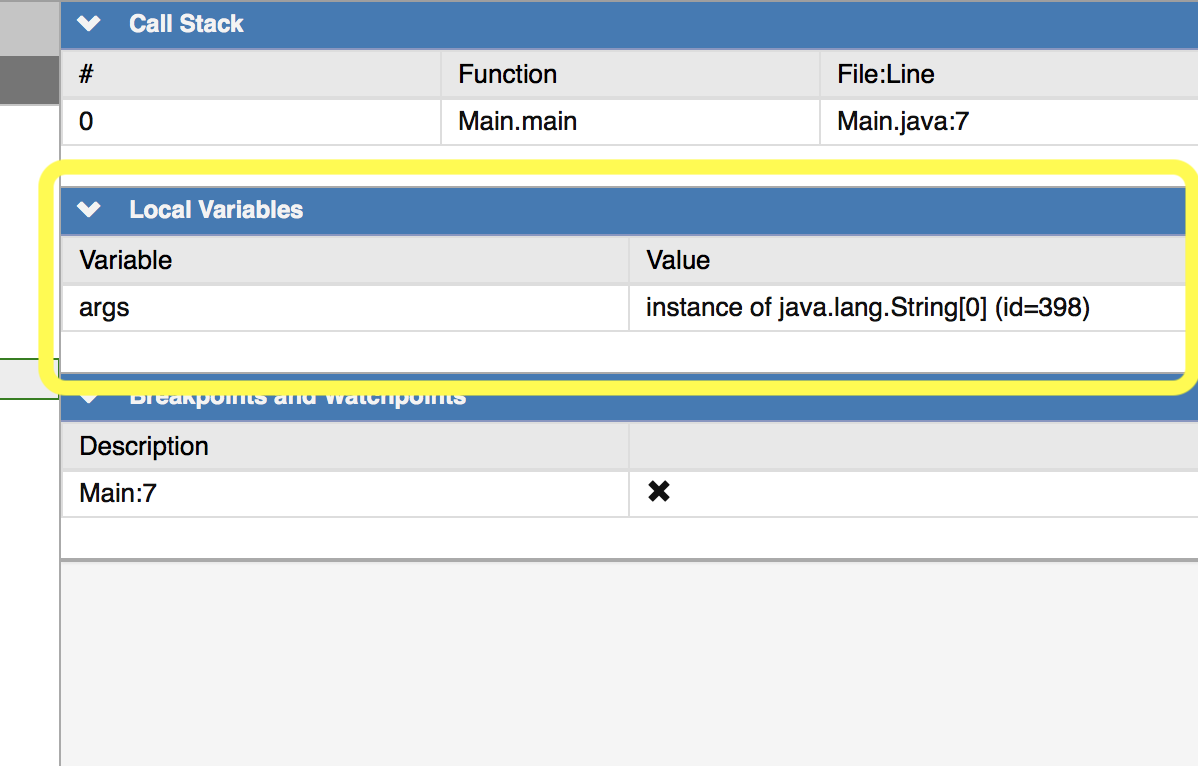 Call Stack
# Function File:Line
0 Main.main Main.java:7
Local Variables
Variable Value
args instance of java.lang.String[0] (id=398)
Breakpoints and Watchpoints
Description
Main:7